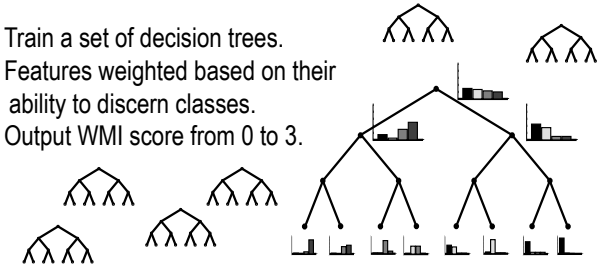 Train a set of decision trees.
Features weighted based on their
ability to discern classes.
Output WMI score from 0 to 3.